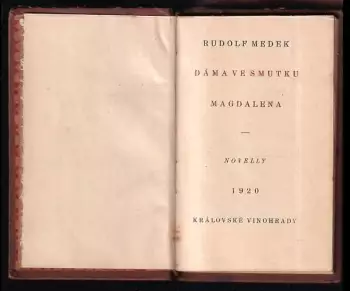 RUDOLF MEDEK
DÁMA VE SMUTKU
MAGDALENA
—
NOVELLY
1920
KRÁLOVSKÉ VINOHRADY